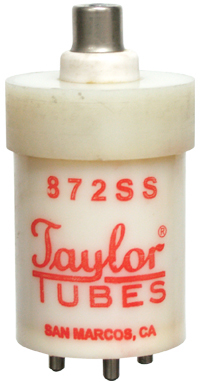 872SS
Taylor®
TUBES
SAN MARCOS, CA